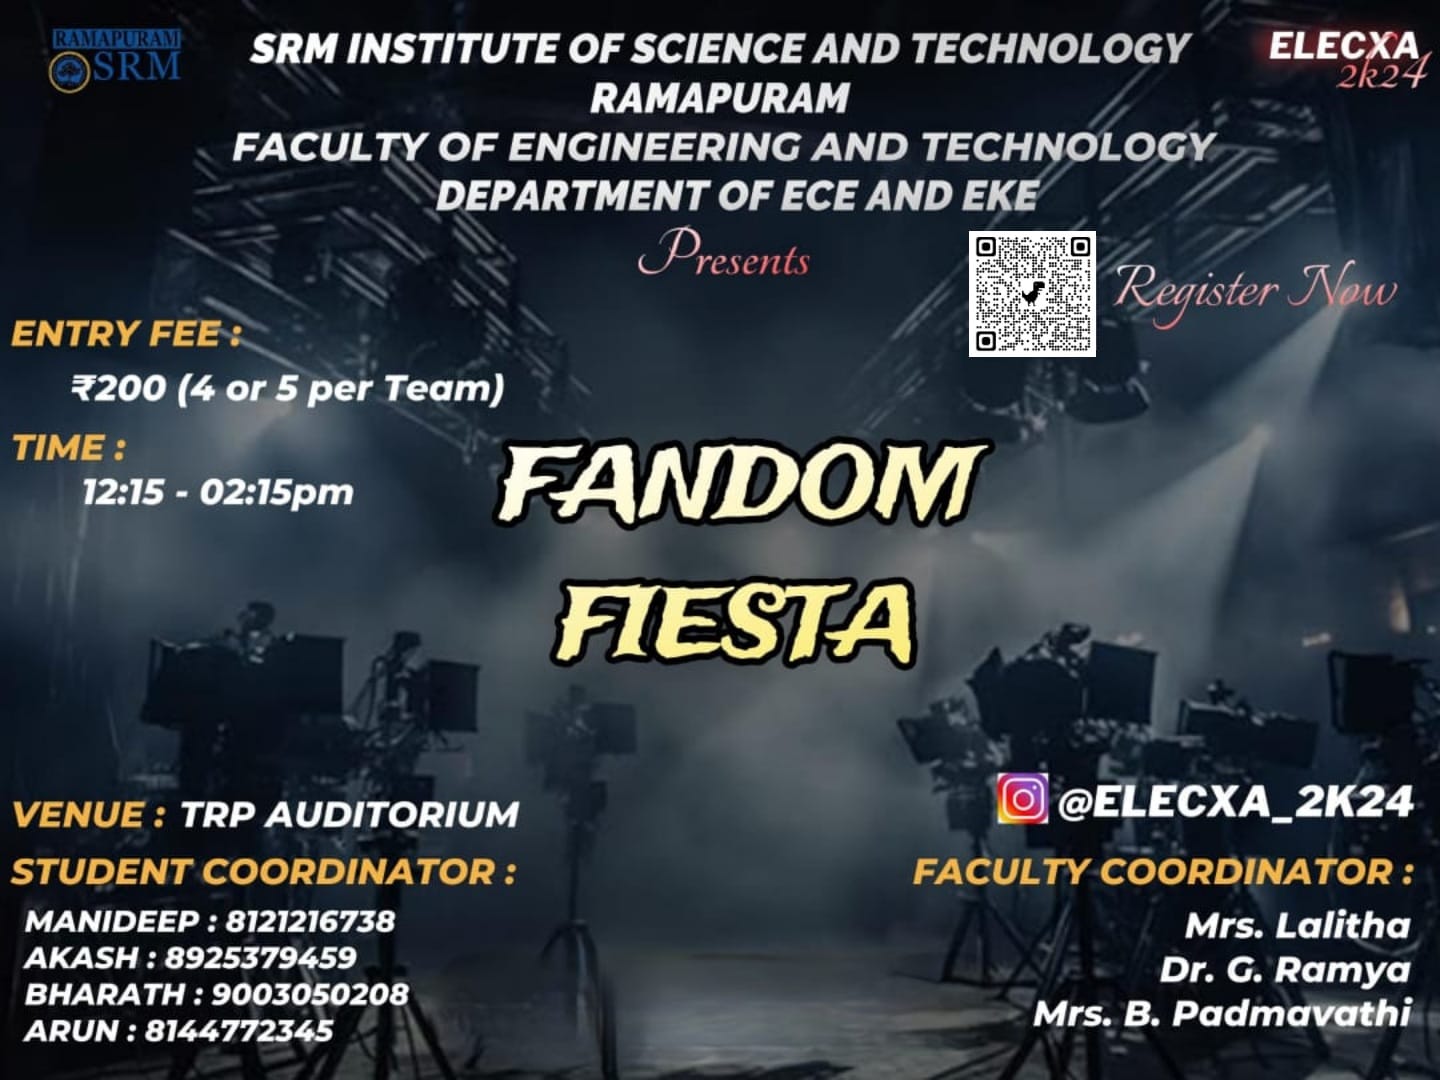 RAMAPURAM
SRM
SRM INSTITUTE OF SCIENCE AND TECHNOLOGY
RAMAPURAM
FACULTY OF ENGINEERING AND TECHNOLOGY
DEPARTMENT OF ECE AND EKE
ELECXA
2k24
Presents
Register Now
ENTRY FEE :
₹200 (4 or 5 per Team)
TIME :
12:15 - 02:15pm
FANDOM
FIESTA
VENUE : TRP AUDITORIUM
@ELECXA_2K24
STUDENT COORDINATOR :
MANIDEEP : 8121216738
AKASH : 8925379459
BHARATH : 9003050208
ARUN : 8144772345
FACULTY COORDINATOR :
Mrs. Lalitha
Dr. G. Ramya
Mrs. B. Padmavathi